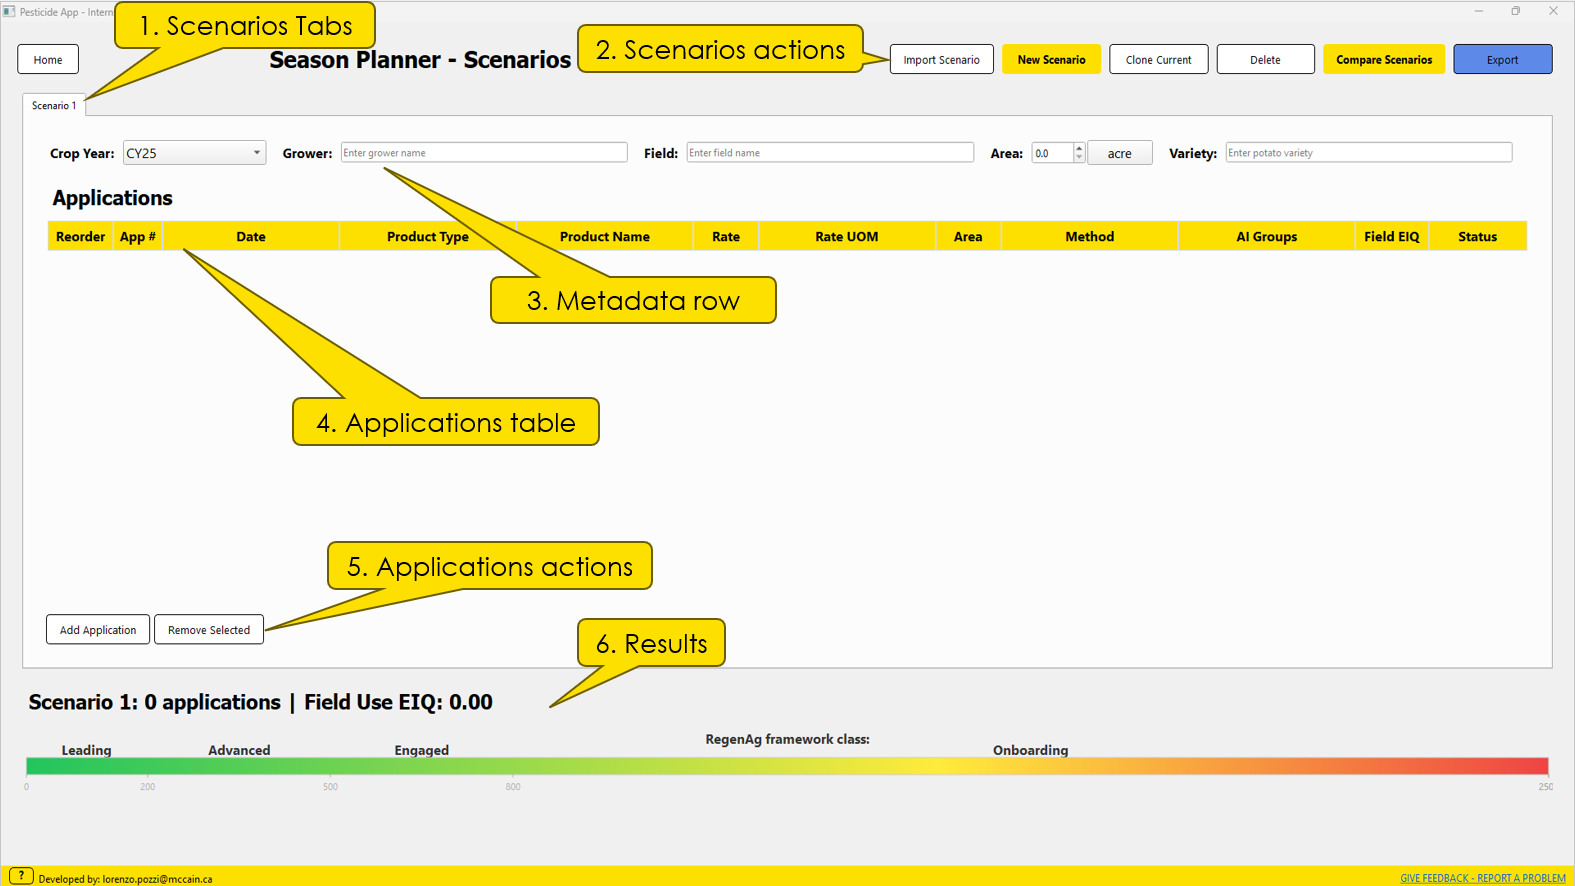 Pesticide App - Intern
1. Scenarios Tabs
2. Scenarios actions
Home
Season Planner - Scenarios
Import Scenario
New Scenario
Clone Current
Delete
Compare Scenarios
Export
Scenario 1
Crop Year:
CY25
Grower:
Enter grower name
Field:
Enter field name
Area:
0.0
acre
Variety:
Enter potato variety
Applications
Reorder
App #
Date
Product Type
Product Name
Rate
Rate UOM
Area
Method
AI Groups
Field EIQ
Status
3. Metadata row
4. Applications table
5. Applications actions
Add Application
Remove Selected
6. Results
Scenario 1: 0 applications | Field Use EIQ: 0.00
RegenAg framework class:
Leading
Advanced
Engaged
Onboarding
0
200
500
800
250
?
Developed by: lorenzo.pozzi@mccain.ca
GIVE FEEDBACK - REPORT A PROBLEM